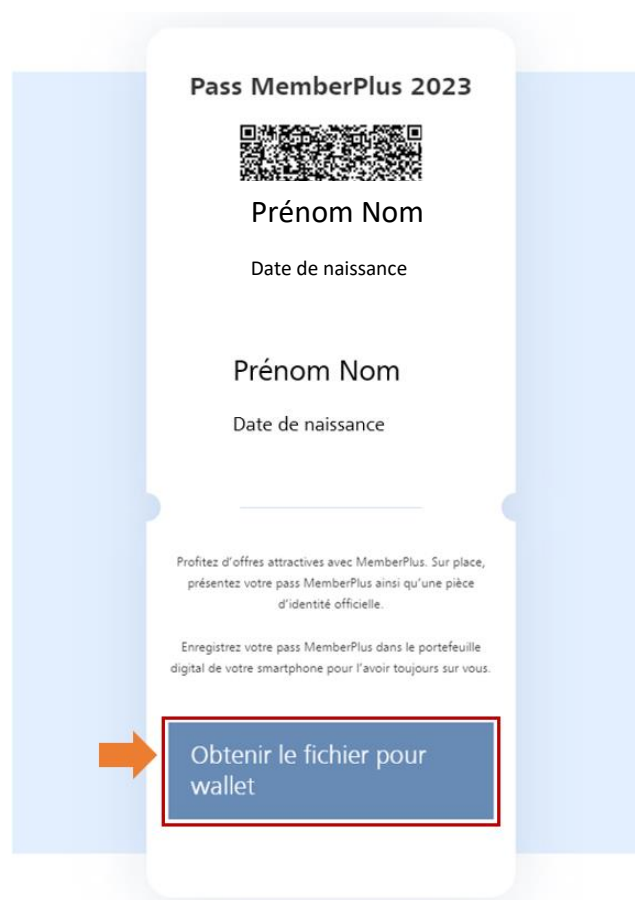 Pass MemberPlus 2023
Prénom Nom
Date de naissance
Prénom Nom
Date de naissance
Profitez d’offres attractives avec MemberPlus. Sur place,
présentez votre pass MemberPlus ainsi qu’une pièce
d’identité officielle.
Enregistrez votre pass MemberPlus dans le portefeuille
digital de votre smartphone pour l’avoir toujours sur vous.
Obtenir le fichier pour
wallet